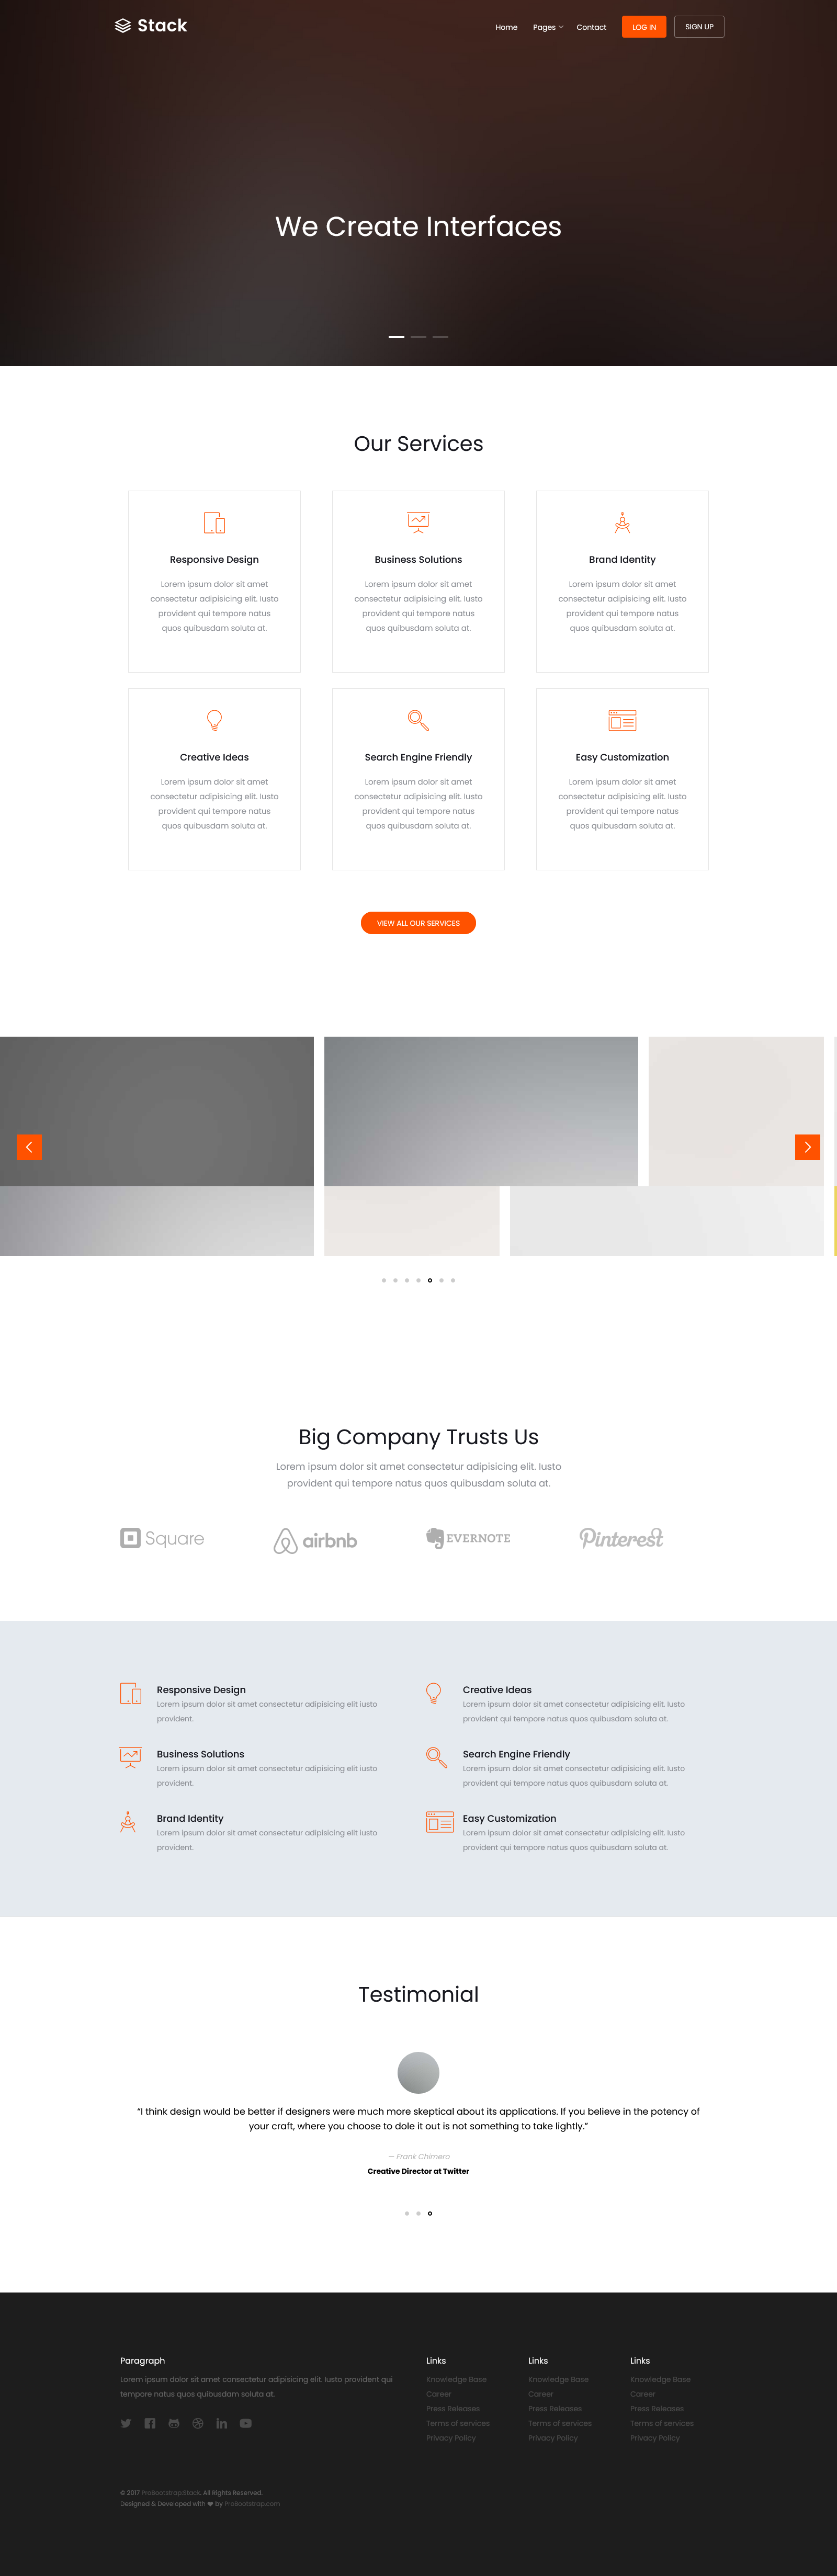 Stack
Home Pages Contact LOG IN SIGN UP
We Create Interfaces
Our Services
Responsive Design
Lorem ipsum dolor sit amet
consectetur adipisicing elit. Iusto
provident qui tempore natus
quos quibusdam soluta at.
Business Solutions
Lorem ipsum dolor sit amet
consectetur adipisicing elit. Iusto
provident qui tempore natus
quos quibusdam soluta at.
Brand Identity
Lorem ipsum dolor sit amet
consectetur adipisicing elit. Iusto
provident qui tempore natus
quos quibusdam soluta at.
Creative Ideas
Lorem ipsum dolor sit amet
consectetur adipisicing elit. Iusto
provident qui tempore natus
quos quibusdam soluta at.
Search Engine Friendly
Lorem ipsum dolor sit amet
consectetur adipisicing elit. Iusto
provident qui tempore natus
quos quibusdam soluta at.
Easy Customization
Lorem ipsum dolor sit amet
consectetur adipisicing elit. Iusto
provident qui tempore natus
quos quibusdam soluta at.
VIEW ALL OUR SERVICES
Big Company Trusts Us
Lorem ipsum dolor sit amet consectetur adipisicing elit. Iusto
provident qui tempore natus quos quibusdam soluta at.
Square airbnb EVERNOTE Pinterest
Responsive Design
Lorem ipsum dolor sit amet consectetur adipisicing elit iusto
provident.
Business Solutions
Lorem ipsum dolor sit amet consectetur adipisicing elit iusto
provident.
Brand Identity
Lorem ipsum dolor sit amet consectetur adipisicing elit iusto
provident.
Creative Ideas
Lorem ipsum dolor sit amet consectetur adipisicing elit. Iusto
provident qui tempore natus quos quibusdam soluta at.
Search Engine Friendly
Lorem ipsum dolor sit amet consectetur adipisicing elit. Iusto
provident qui tempore natus quos quibusdam soluta at.
Easy Customization
Lorem ipsum dolor sit amet consectetur adipisicing elit. Iusto
provident qui tempore natus quos quibusdam soluta at.
Testimonial
“I think design would be better if designers were much more skeptical about its applications. If you believe in the potency of
your craft, where you choose to dole it out is not something to take lightly.”
— Frank Chimero
Creative Director at Twitter
Paragraph
Lorem ipsum dolor sit amet consectetur adipisicing elit. Iusto provident qui
tempore natus quos quibusdam soluta at.
Links
Knowledge Base
Career
Press Releases
Terms of services
Privacy Policy
Links
Knowledge Base
Career
Press Releases
Terms of services
Privacy Policy
Links
Knowledge Base
Career
Press Releases
Terms of services
Privacy Policy
© 2017 ProBootstrap:Stack. All Rights Reserved.
Designed & Developed with ❤ by ProBootstrap.com